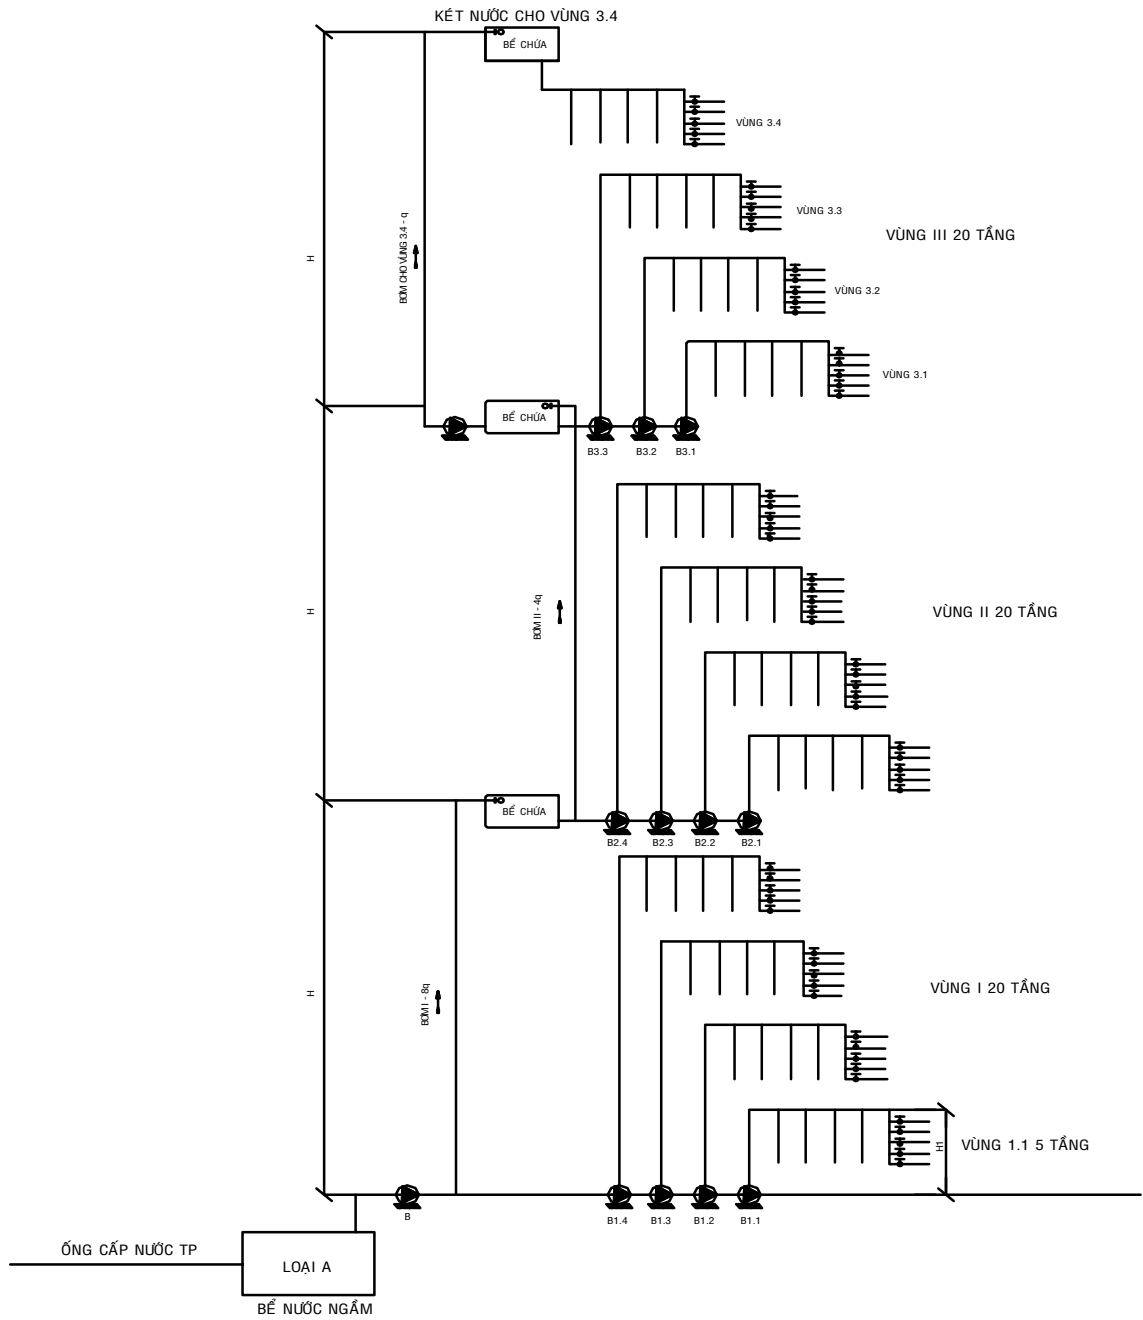 KÉT NƯỚC CHO VÙNG 3.4
BỂ CHỨA
VÙNG 3.4
VÙNG 3.3
BƠM CHO VÙNG 3.4 - q
H
VÙNG III 20 TẦNG
VÙNG 3.2
VÙNG 3.1
BỂ CHỨA
B3.3
B3.2
B3.1
H
BƠM II - 4q
VÙNG II 20 TẦNG
BỂ CHỨA
B2.4
B2.3
B2.2
B2.1
H
BƠM I - 8q
VÙNG I 20 TẦNG
H1
VÙNG 1.1 5 TẦNG
B
B1.4
B1.3
B1.2
B1.1
ỐNG CẤP NƯỚC TP
LOẠI A
BỂ NƯỚC NGẦM